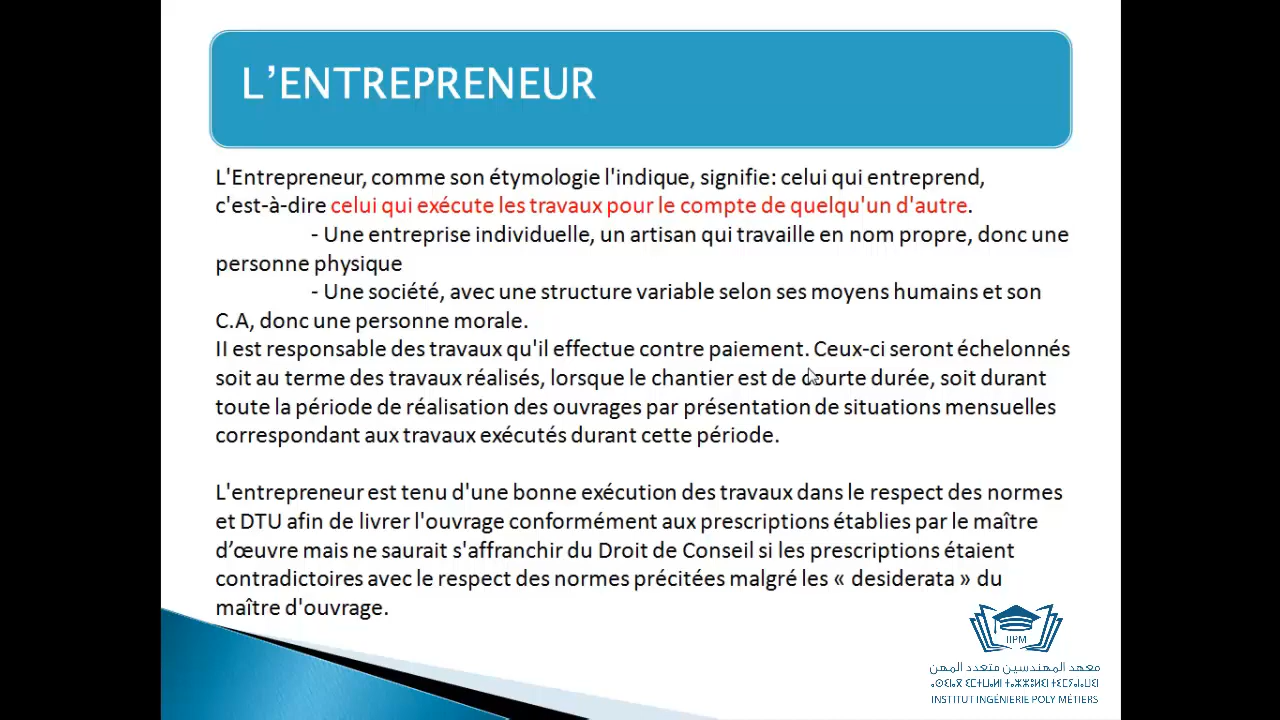 L’ENTREPRENEUR
L'Entrepreneur, comme son étymologie l'indique, signifie: celui qui entreprend,
c'est-à-dire celui qui exécute les travaux pour le compte de quelqu'un d'autre.
- Une entreprise individuelle, un artisan qui travaille en nom propre, donc une
personne physique
- Une société, avec une structure variable selon ses moyens humains et son
C.A, donc une personne morale.
II est responsable des travaux qu'il effectue contre paiement. Ceux-ci seront échelonnés
soit au terme des travaux réalisés, lorsque le chantier est de courte durée, soit durant
toute la période de réalisation des ouvrages par présentation de situations mensuelles
correspondant aux travaux exécutés durant cette période.
L'entrepreneur est tenu d'une bonne exécution des travaux dans le respect des normes
et DTU afin de livrer l'ouvrage conformément aux prescriptions établies par le maître
d’œuvre mais ne saurait s'affranchir du Droit de Conseil si les prescriptions étaient
contradictoires avec le respect des normes précitées malgré les « desiderata » du
maître d'ouvrage.
IIPM
معهد المهندسين متعدد المهن
INSTITUT INGÉNIERIE POLY MÉTIERS